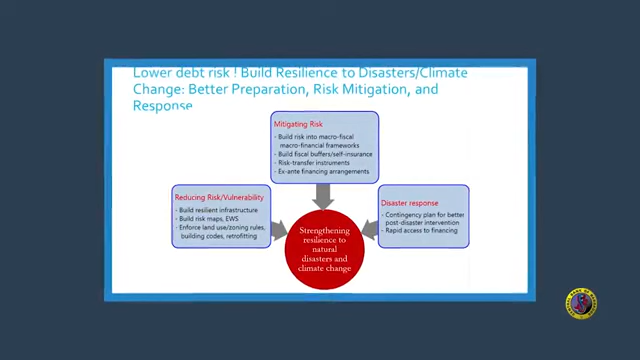 Lower debt risk ! Build Resilience to Disasters/Climate
Change: Better Preparation, Risk Mitigation, and
Response
Mitigating Risk
- Build risk into macro-fiscal
macro-financial frameworks
- Build fiscal buffers/self-insurance
- Risk-transfer instruments
- Ex-ante financing arrangements
Reducing Risk/Vulnerability
- Build resilient infrastructure
- Build risk maps, EWS
- Enforce land use/zoning rules,
building codes, retrofitting
Disaster response
- Contingency plan for better
post-disaster intervention
- Rapid access to financing
Strengthening
resilience to
natural
disasters and
climate change